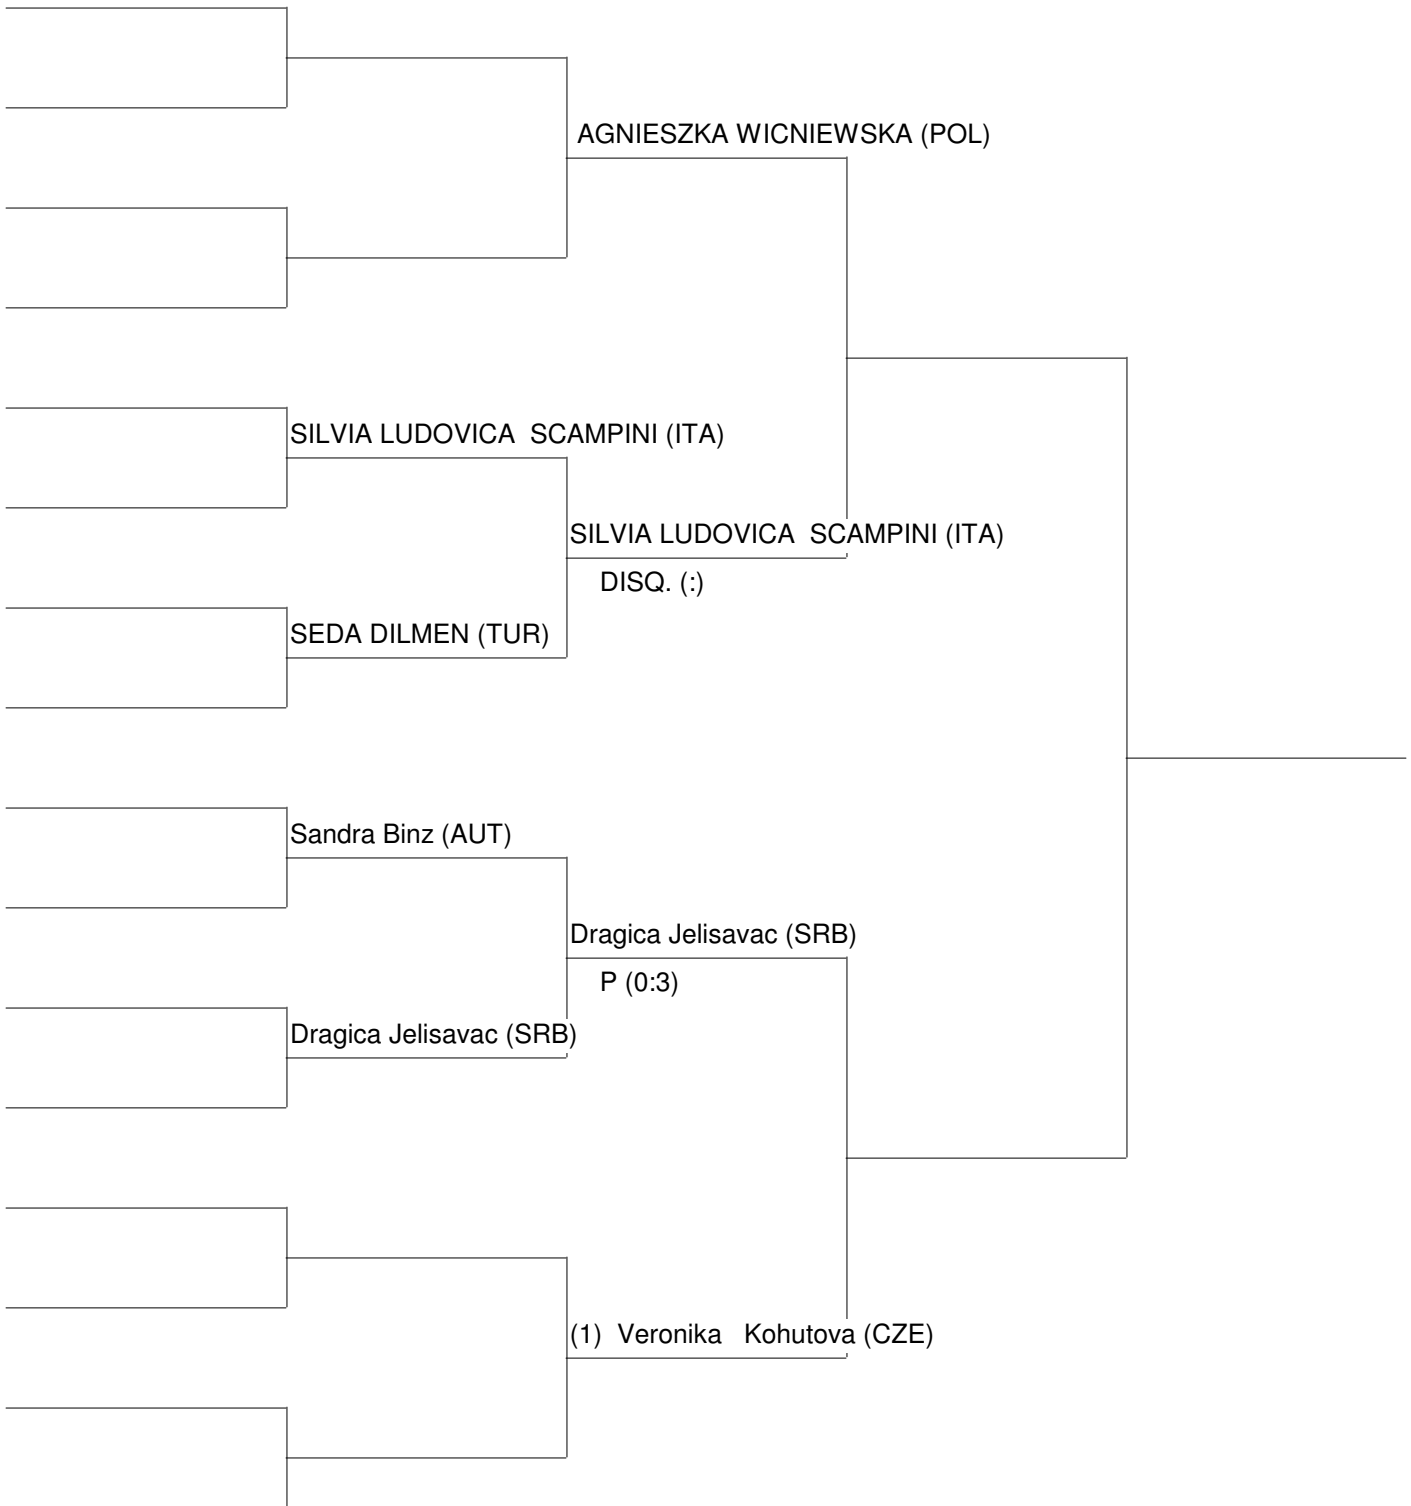 AGNIESZKA WICNIEWSKA (POL)
SILVIA LUDOVICA SCAMPINI (ITA)
SILVIA LUDOVICA SCAMPINI (ITA)
DISQ. (:)
SEDA DILMEN (TUR)
Sandra Binz (AUT)
Dragica Jelisavac (SRB)
P (0:3)
Dragica Jelisavac (SRB)
(1) Veronika Kohutova (CZE)